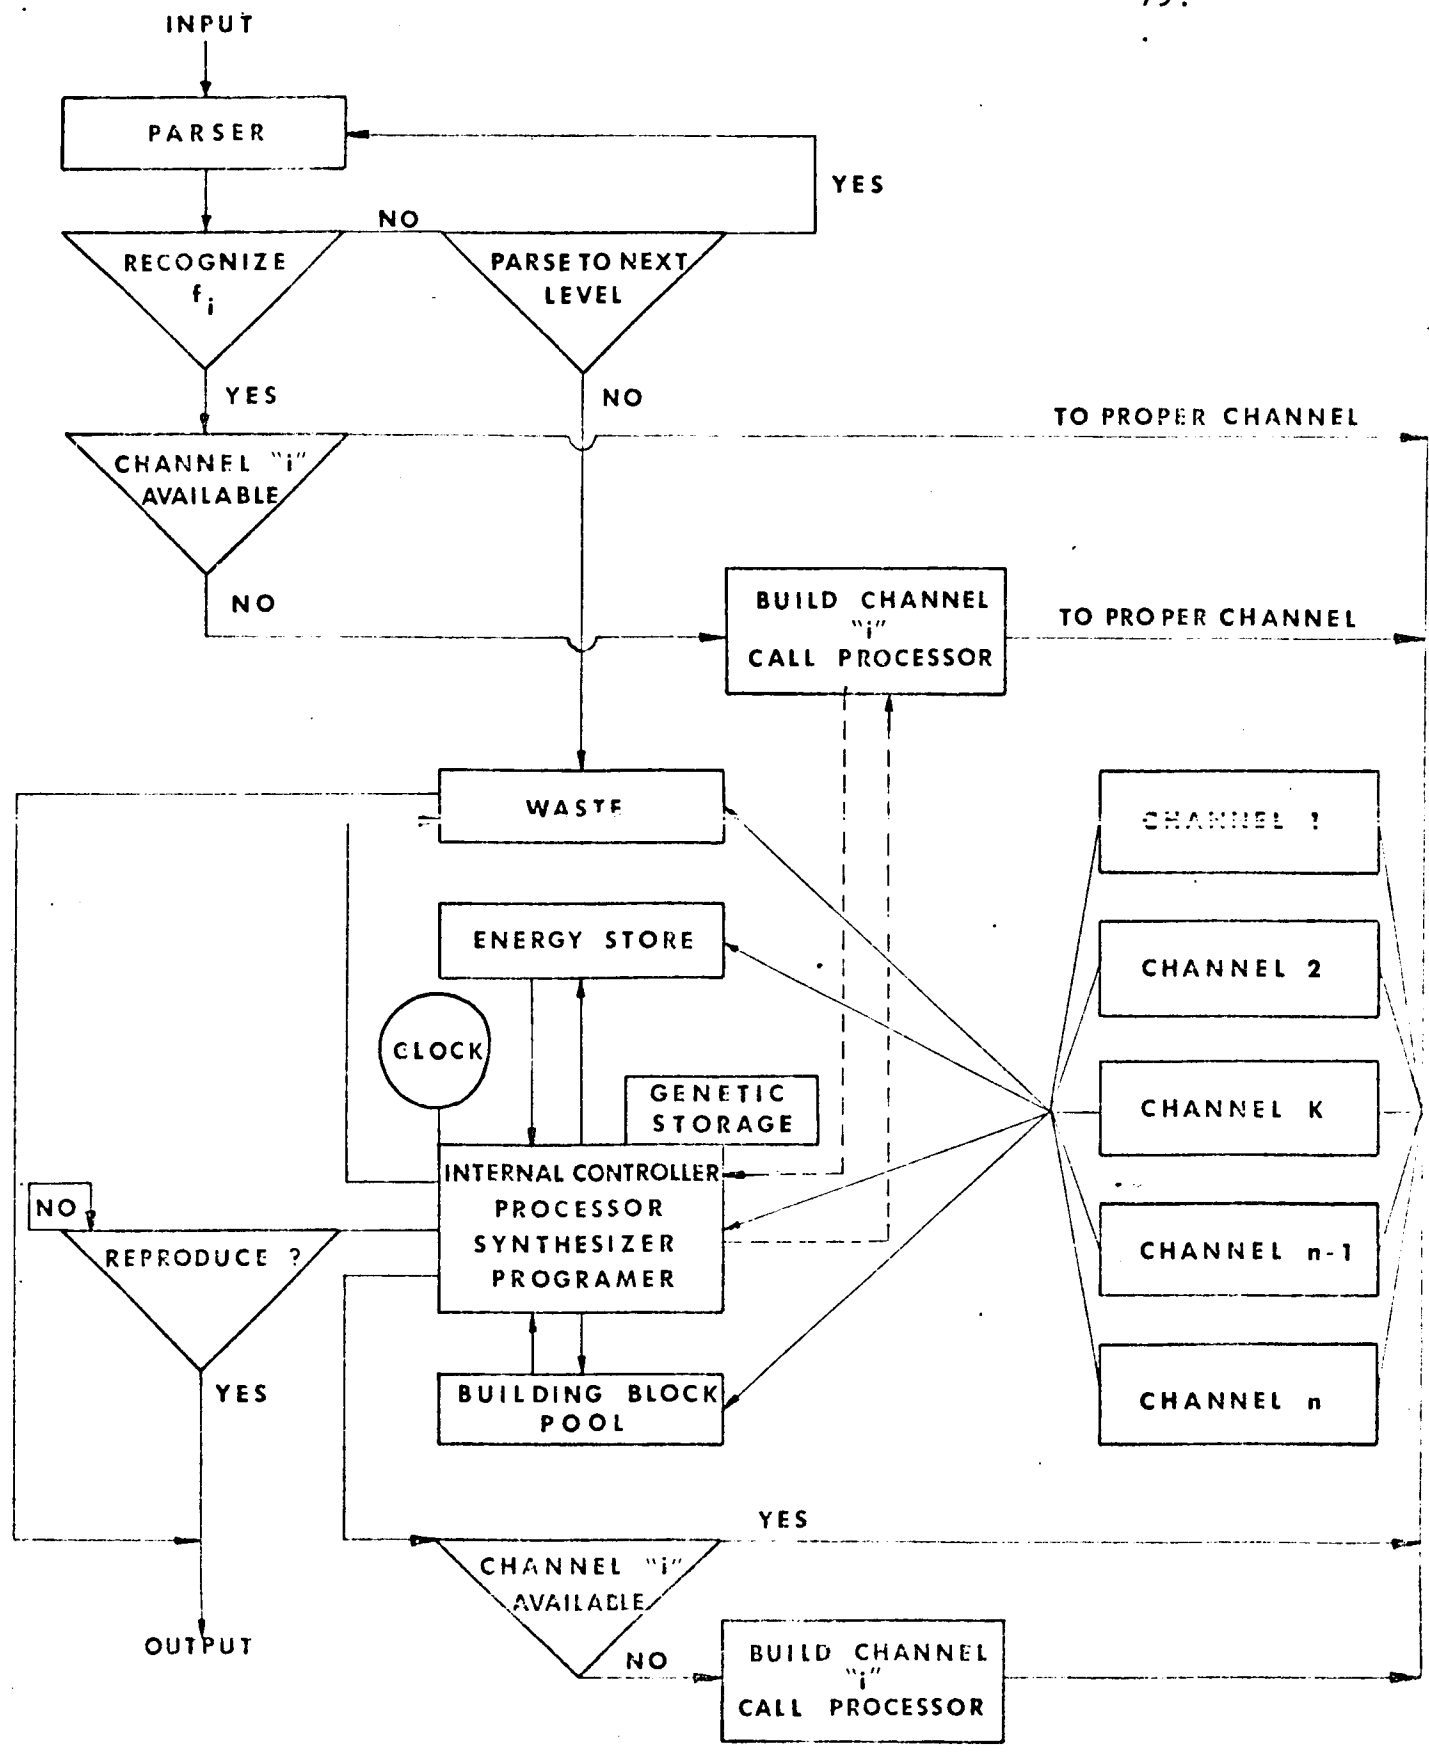 INPUT
PARSER
YES
NO
RECOGNIZE
fi
PARSE TO NEXT
LEVEL
YES
NO
TO PROPER CHANNEL
CHANNEL "i"
AVAILABLE
NO
BUILD CHANNEL
"i"
CALL PROCESSOR
TO PROPER CHANNEL
WASTE
CHANNEL 1
ENERGY STORE
CHANNEL 2
CLOCK
GENETIC
STORAGE
CHANNEL K
INTERNAL CONTROLLER
PROCESSOR
SYNTHESIZER
PROGRAMER
NO
REPRODUCE ?
CHANNEL n-1
YES
BUILDING BLOCK
POOL
CHANNEL n
YES
CHANNEL "i"
AVAILABLE
NO
OUTPUT
BUILD CHANNEL
"i"
CALL PROCESSOR